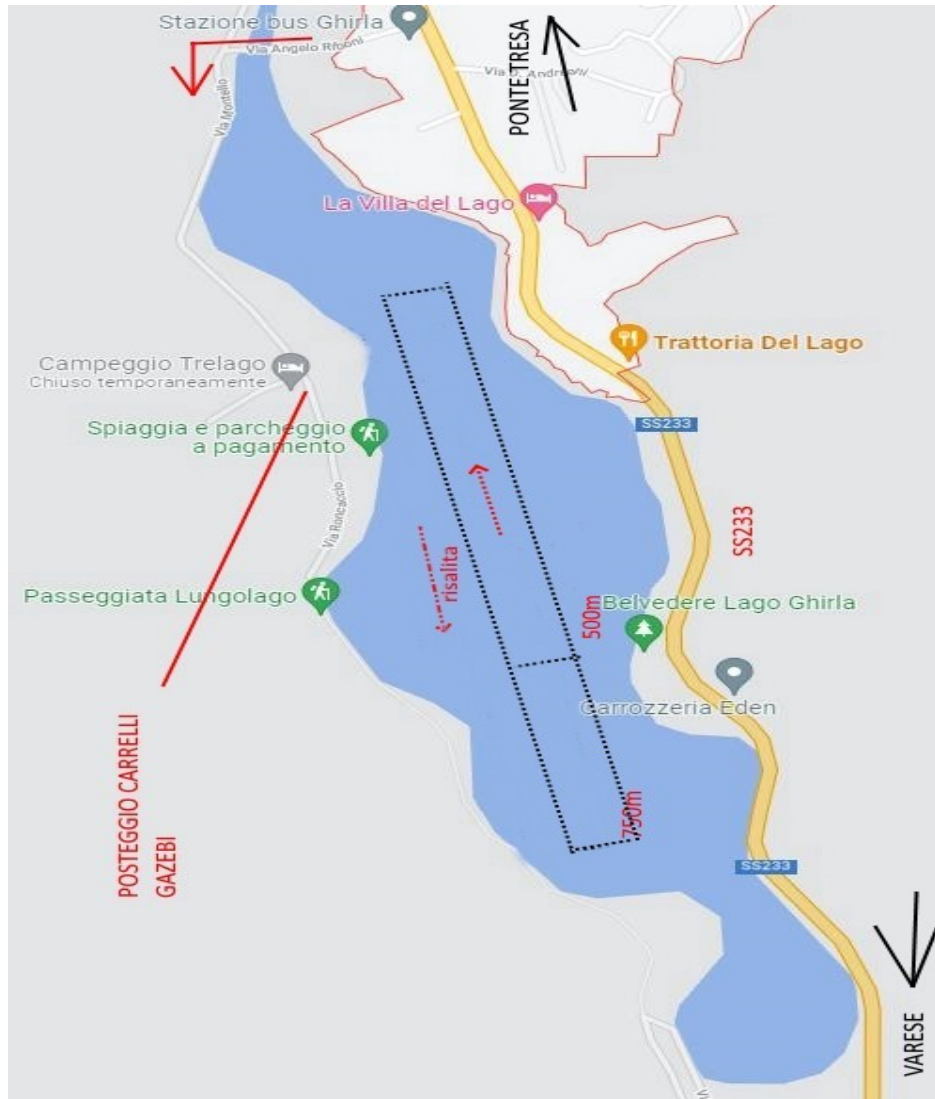 Stazione bus Ghirla
Via Angelo Rifooni
PONTE TRESA
Via Montello
La Villa del Lago
Trattoria Del Lago
Campeggio Trelago
Chiuso temporaneamente
SS233
Spiaggia e parcheggio
a pagamento
Via Roncaccio
risalita
SS233
Passeggiata Lungolago
500m
Belvedere Lago Ghirla
Carrozzeria Eden
750m
POSTEGGIO CARRELLI
GAZEBI
SS233
VARESE